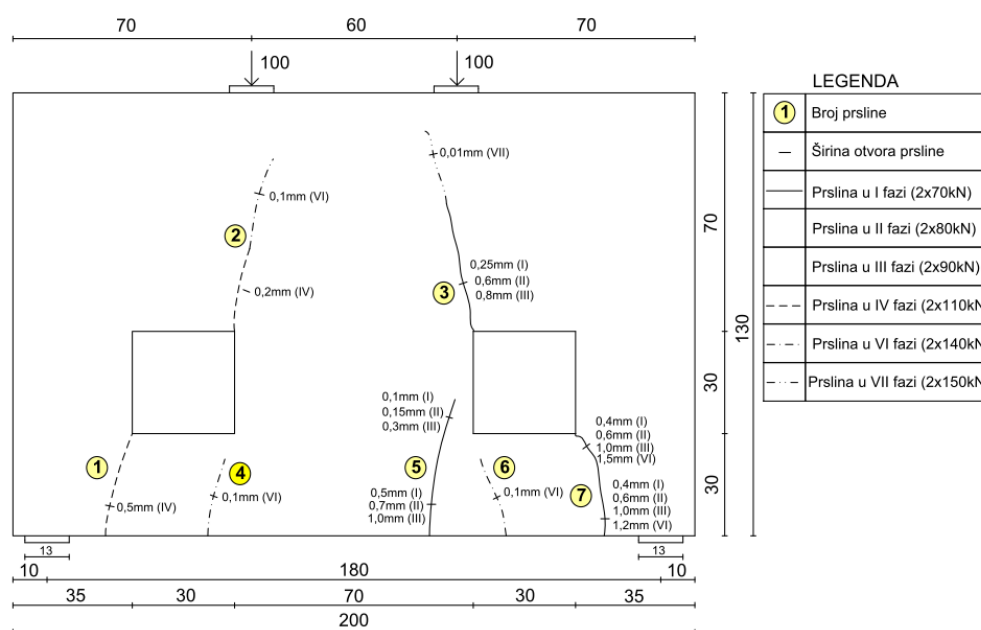 70
60
70
100
100
LEGENDA
1 Broj prsline
Širina otvora prsline
Prslina u I fazi (2x70kN)
Prslina u II fazi (2x80kN)
Prslina u III fazi (2x90kN)
Prslina u IV fazi (2x110kN
Prslina u VI fazi (2x140kN
Prslina u VII fazi (2x150kN
0,01mm (VII)
0,1mm (VI)
2
0,2mm (IV)
3
0,25mm (I)
0,6mm (II)
0,8mm (III)
70
130
30
30
0,1mm (I)
0,15mm (II)
0,3mm (III)
0,4mm (I)
0,6mm (II)
1,0mm (III)
1,5mm (VI)
1
0,5mm (IV)
4
0,1mm (VI)
5
0,5mm (I)
0,7mm (II)
1,0mm (III)
6
0,1mm (VI)
7
0,4mm (I)
0,6mm (II)
1,0mm (III)
1,2mm (VI)
13
13
10
180
10
35
30
70
30
35
200